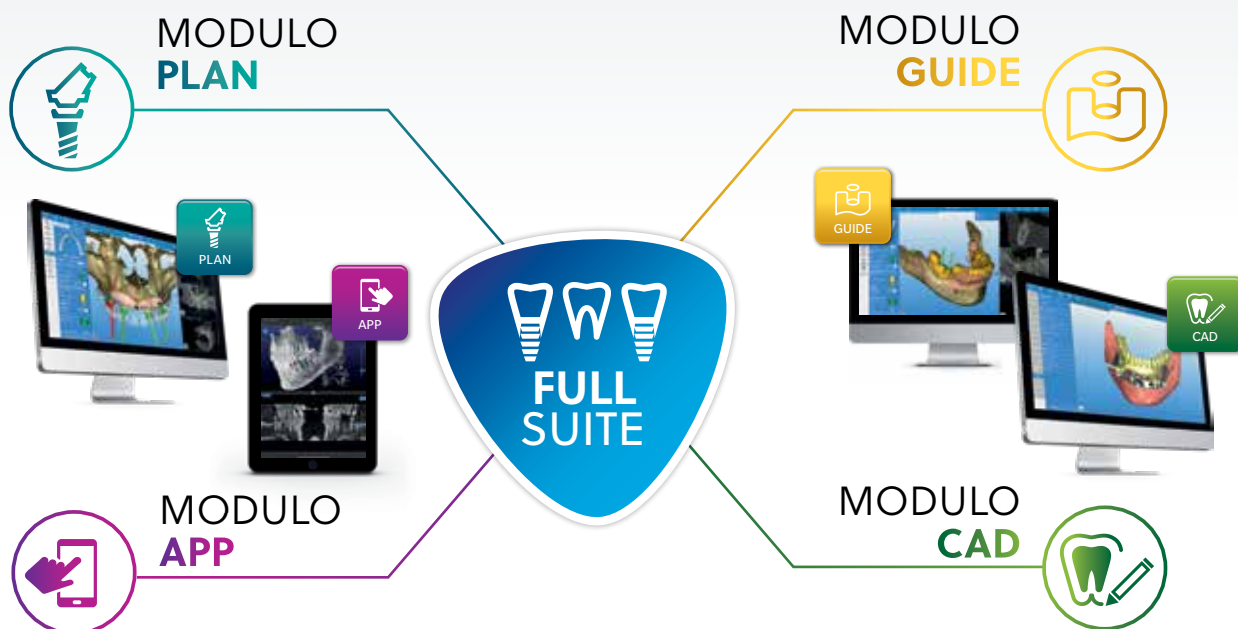 MODULO
PLAN
MODULO
GUIDE
PLAN
APP
GUIDE
CAD
FULL
SUITE
MODULO
APP
MODULO
CAD